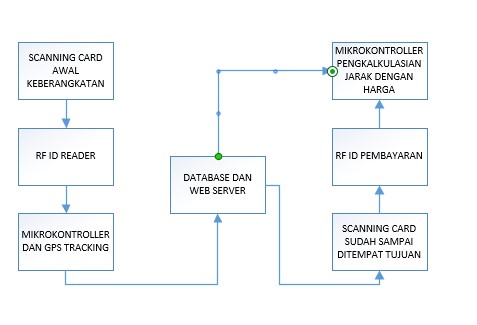 SCANNING CARD
AWAL
KEBERANGKATAN
RF ID READER
MIKROKONTROLLER
DAN GPS TRACKING
DATABASE DAN
WEB SERVER
MIKROKONTROLLER
PENGKALKULASIAN
JARAK DENGAN
HARGA
RF ID PEMBAYARAN
SCANNING CARD
SUDAH SAMPAI
DITEMPAT TUJUAN